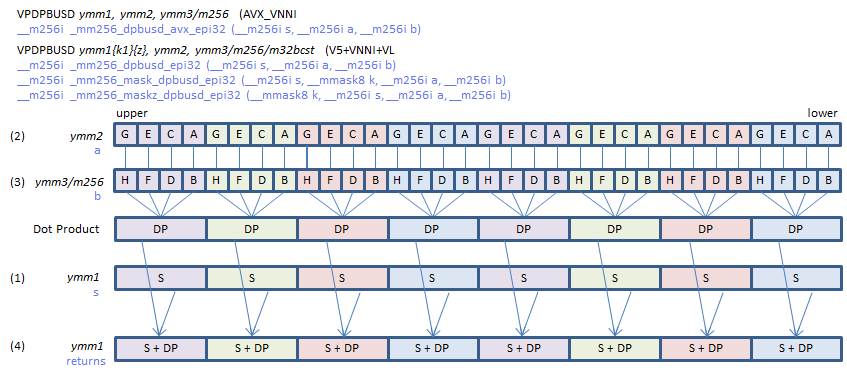 VPDPBUSD ymm1, ymm2, ymm3/m256 (AVX_VNNI
__m256i _mm256_dpbusd_avx_epi32 (__m256i s, __m256i a, __m256i b)
VPDPBUSD ymm1{k1}{z}, ymm2, ymm3/m256/m32bcst (V5+VNNI+VL
__m256i _mm256_dpbusd_epi32 (__m256i s, __m256i a, __m256i b)
__m256i _mm256_mask_dpbusd_epi32 (__m256i s, __mmask8 k, __m256i a, __m256i b)
__m256i _mm256_maskz_dpbusd_epi32 (__mmask8 k, __m256i s, __m256i a, __m256i b)
upper lower
(2) ymm2 G E C A G E C A G E C A G E C A G E C A G E C A G E C A G E C A
a
(3) ymm3/m256 H F D B H F D B H F D B H F D B H F D B H F D B H F D B H F D B
b
Dot Product DP DP DP DP DP DP DP DP
(1) ymm1 S S S S S S S S
s
(4) ymm1 S + DP S + DP S + DP S + DP S + DP S + DP S + DP S + DP
returns